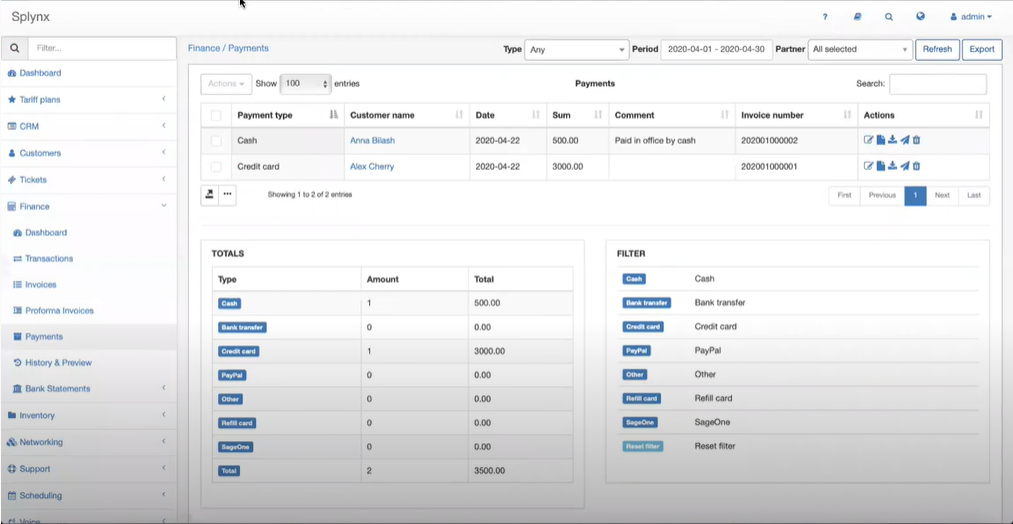 Splynx
?
admin
Filter...
Finance / Payments
Type Any Period 2020-04-01 - 2020-04-30 Partner All selected Refresh Export
Dashboard
Tariff plans
CRM
Customers
Tickets
Finance
Dashboard
Transactions
Invoices
Proforma Invoices
Payments
History & Preview
Bank Statements
Inventory
Networking
Support
Scheduling
Voice
Actions Show 100 entries Payments Search:
Payment type Customer name Date Sum Comment Invoice number Actions
Cash Anna Bilash 2020-04-22 500.00 Paid in office by cash 202001000002
Credit card Alex Cherry 2020-04-22 3000.00 202001000001
Showing 1 to 2 of 2 entries First Previous 1 Next Last
TOTALS
Type Amount Total
Cash 1 500.00
Bank transfer 0 0.00
Credit card 1 3000.00
PayPal 0 0.00
Other 0 0.00
Refill card 0 0.00
SageOne 0 0.00
Total 2 3500.00
FILTER
Cash Cash
Bank transfer Bank transfer
Credit card Credit card
PayPal PayPal
Other Other
Refill card Refill card
SageOne SageOne
Reset filter Reset filter